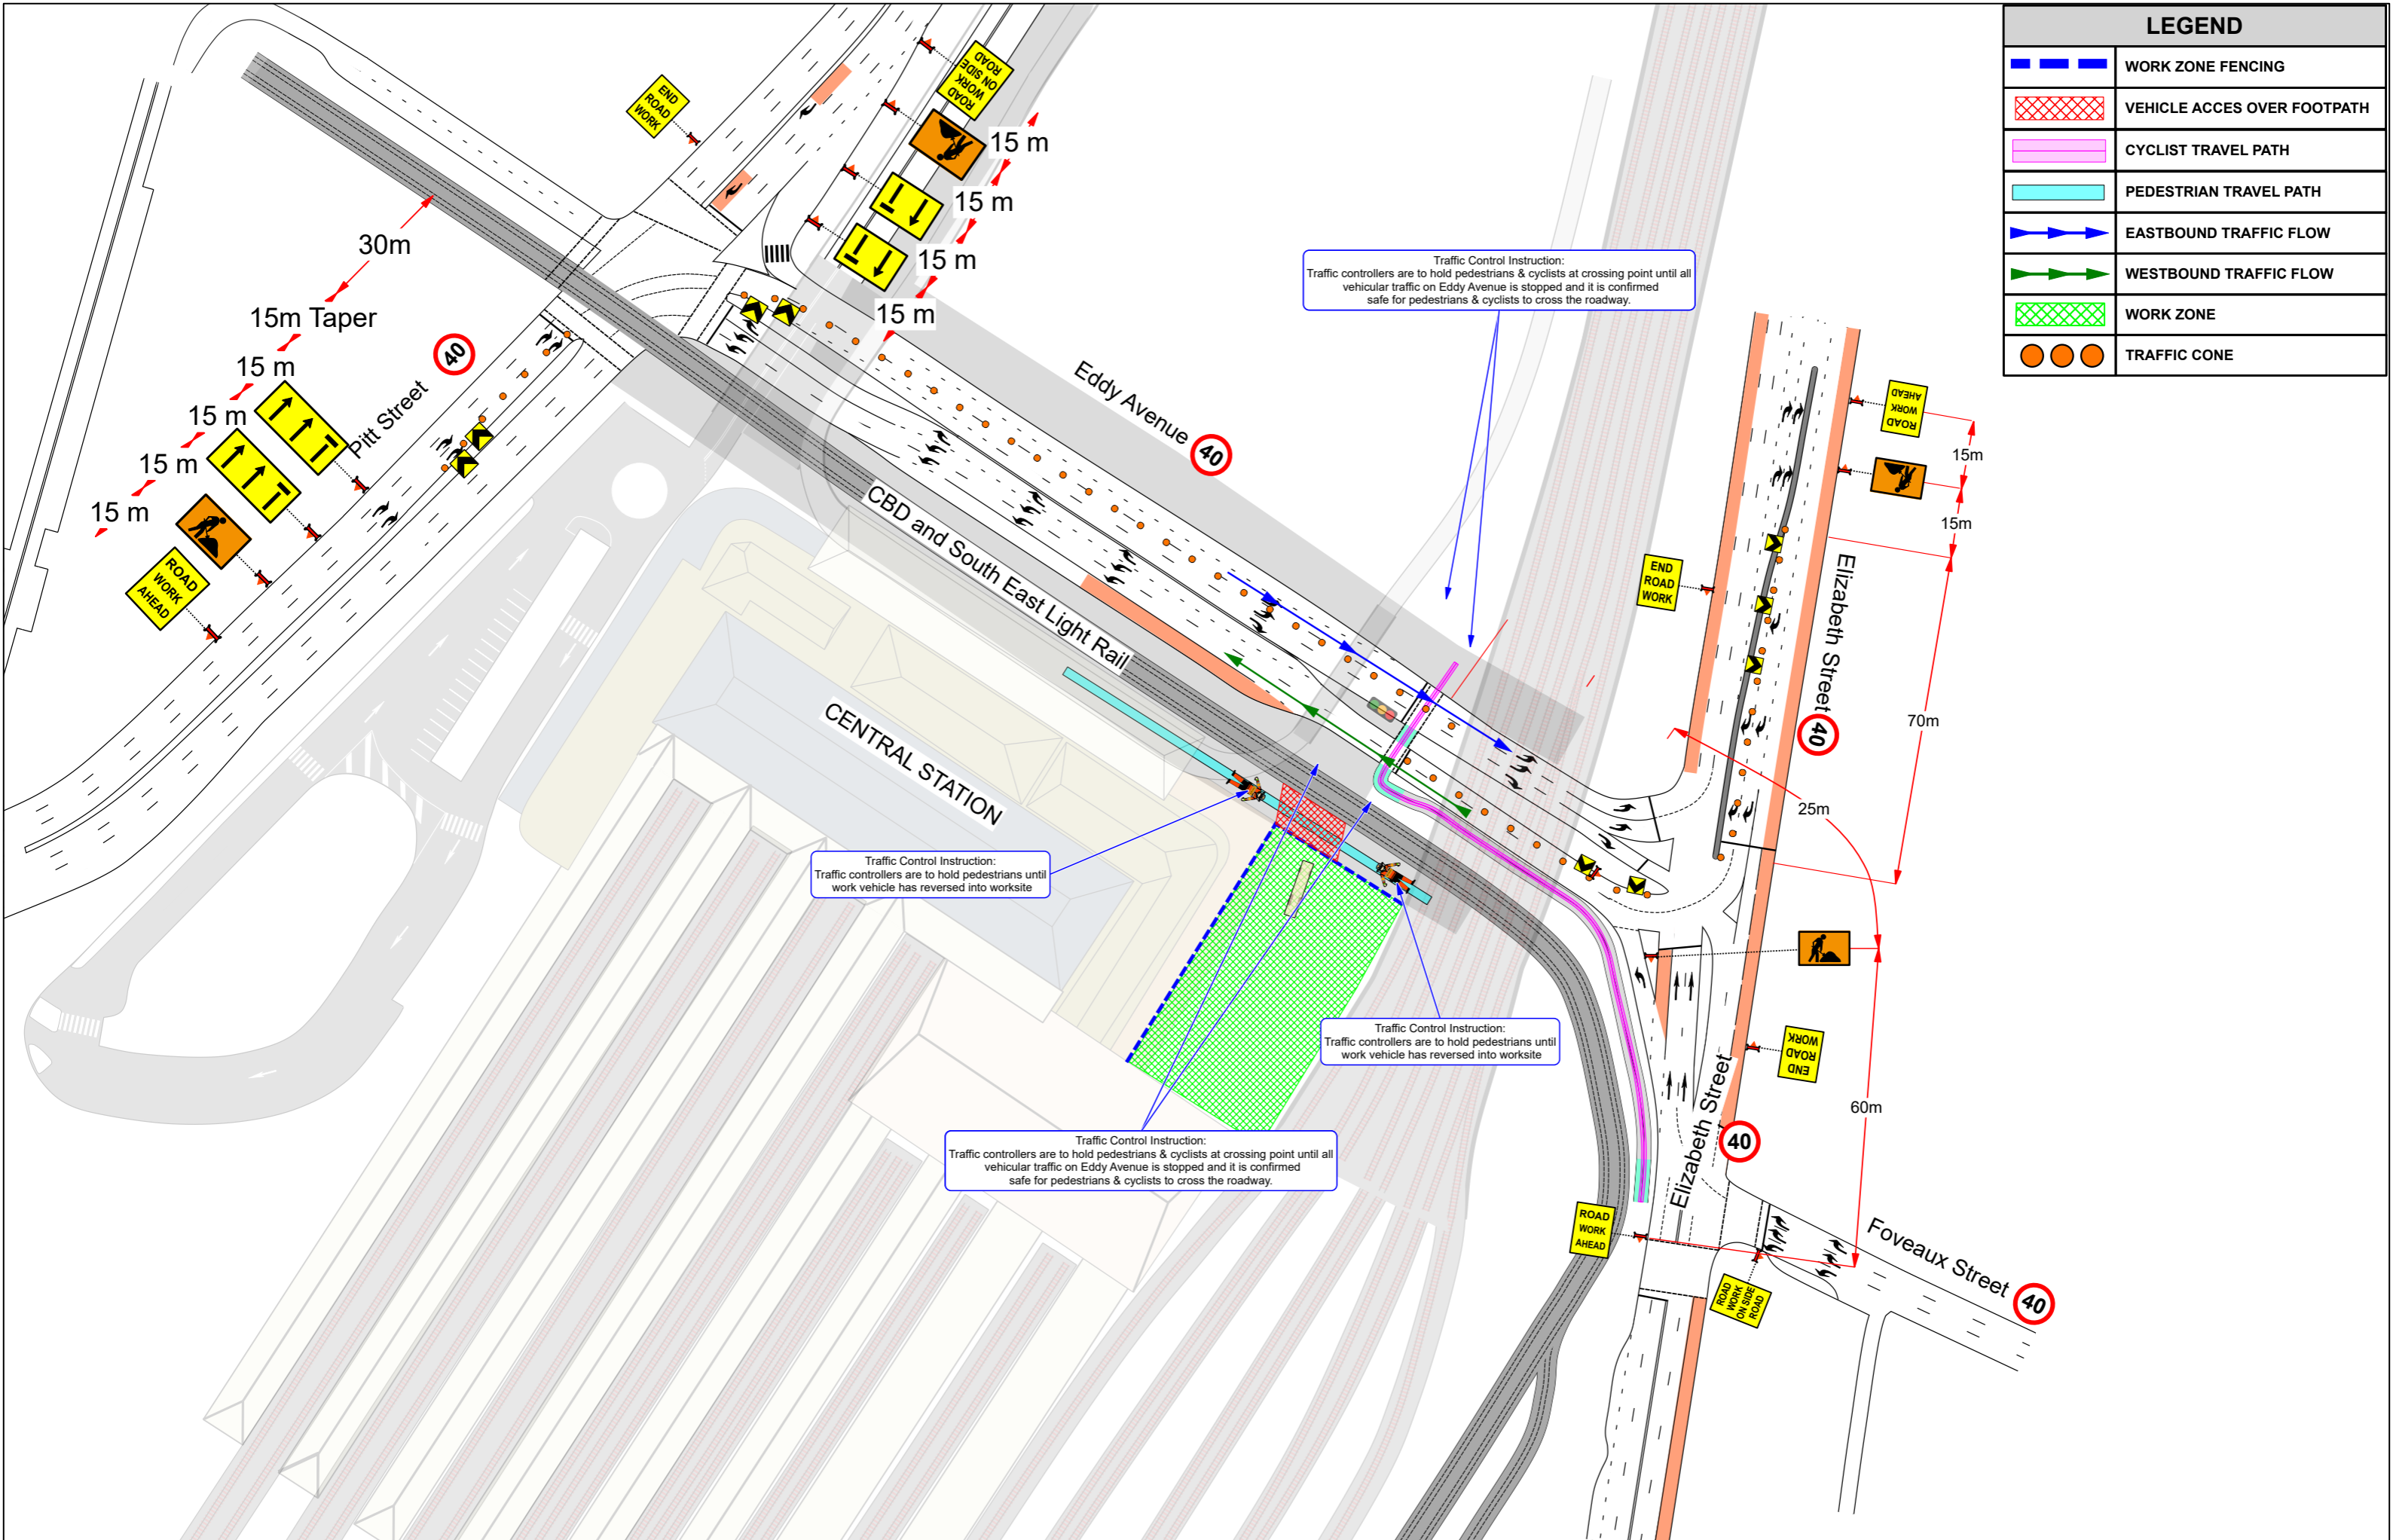 LEGEND
WORK ZONE FENCING
VEHICLE ACCES OVER FOOTPATH
CYCLIST TRAVEL PATH
PEDESTRIAN TRAVEL PATH
EASTBOUND TRAFFIC FLOW
WESTBOUND TRAFFIC FLOW
WORK ZONE
TRAFFIC CONE
ROAD
WORK
ON SIDE
ROAD
END
ROAD
WORK
15 m
15 m
15 m
15 m
30m
15m Taper
15 m
15 m
15 m
15 m
40
Pitt Street
ROAD
WORK
AHEAD
Eddy Avenue
40
Traffic Control Instruction:
Traffic controllers are to hold pedestrians & cyclists at crossing point until all
vehicular traffic on Eddy Avenue is stopped and it is confirmed
safe for pedestrians & cyclists to cross the roadway.
ROAD
WORK
AHEAD
15m
15m
END
ROAD
WORK
Elizabeth Street
40
70m
25m
CBD and South East Light Rail
CENTRAL STATION
Traffic Control Instruction:
Traffic controllers are to hold pedestrians until
work vehicle has reversed into worksite
Traffic Control Instruction:
Traffic controllers are to hold pedestrians until
work vehicle has reversed into worksite
END
ROAD
WORK
60m
Elizabeth Street
40
Traffic Control Instruction:
Traffic controllers are to hold pedestrians & cyclists at crossing point until all
vehicular traffic on Eddy Avenue is stopped and it is confirmed
safe for pedestrians & cyclists to cross the roadway.
ROAD
WORK
AHEAD
Foveaux Street
40
ROAD
WORK
ON SIDE
ROAD